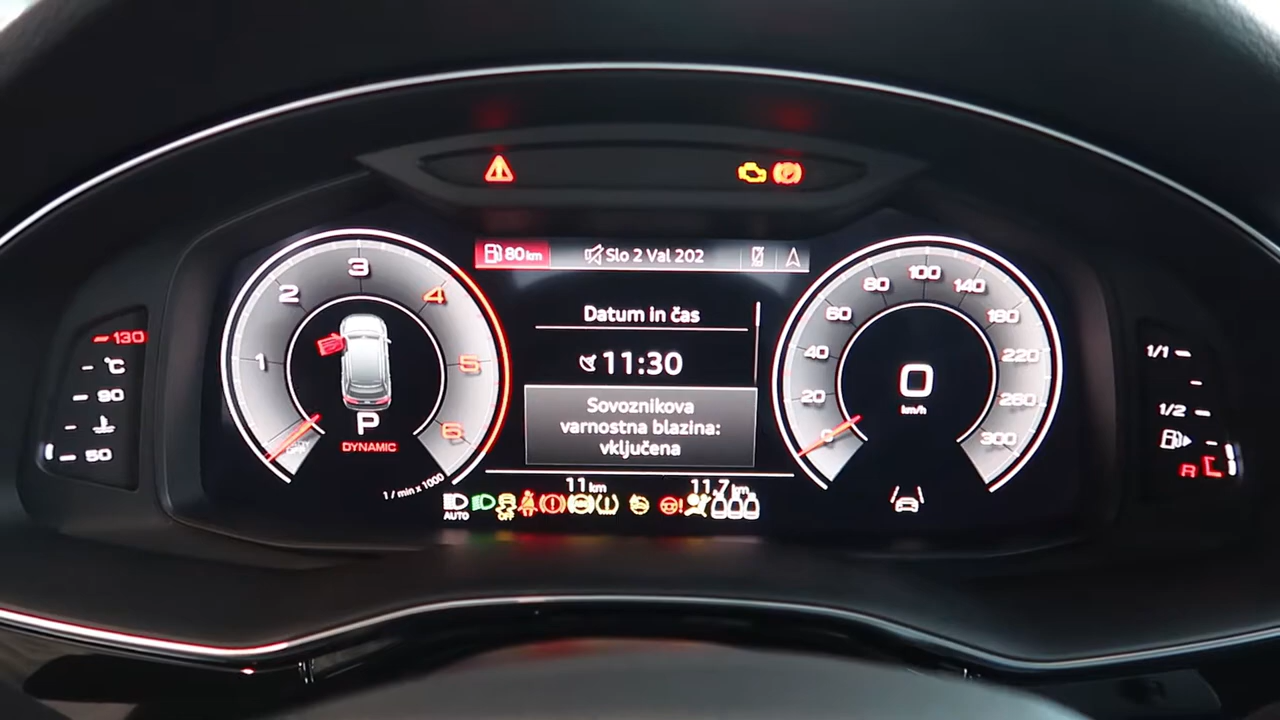 80 km
Slo 2 Val 202
Datum in čas
11:30
Sovoznikova
varnostna blazina:
vključena
11 km
11.7 km
1
2
3
4
5
6
P
DYNAMIC
1 / min x 1000
0
20
40
60
80
100
140
180
220
260
300
0
km/h
130
°C
90
50
1/1
1/2
R
AUTO
OFF